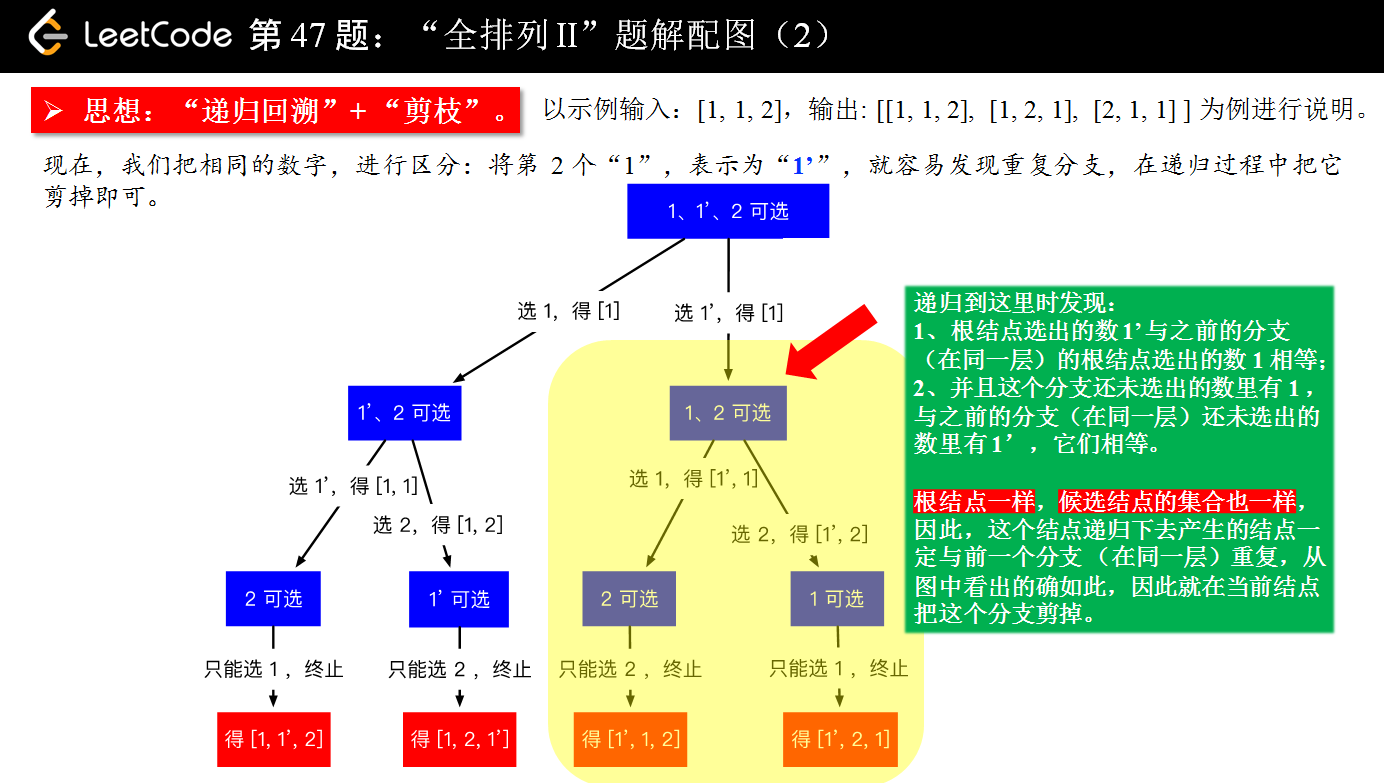 LeetCode 第 47 题：“全排列 II”题解配图（2）
➢ 思想：“递归回溯”+“剪枝”。
以示例输入：[1, 1, 2]，输出: [[1, 1, 2], [1, 2, 1], [2, 1, 1] ] 为例进行说明。
现在，我们把相同的数字，进行区分：将第 2 个“1”，表示为“1’”，就容易发现重复分支，在递归过程中把它
剪掉即可。
1、1’、2 可选
选 1，得 [1]
选 1’，得 [1]
递归到这里时发现：
1、根结点选出的数 1’ 与之前的分支
（在同一层）的根结点选出的数 1 相等；
2、并且这个分支还未选出的数里有 1 ，
与之前的分支（在同一层）还未选出的
数里有 1’ ，它们相等。
根结点一样，候选结点的集合也一样，
因此，这个结点递归下去产生的结点一
定与前一个分支 （在同一层）重复，从
图中看出的确如此，因此就在当前结点
把这个分支剪掉。
1’、2 可选
1、2 可选
选 1’，得 [1, 1]
选 2，得 [1, 2]
选 1，得 [1’, 1]
选 2，得 [1’, 2]
2 可选
1’ 可选
2 可选
1 可选
只能选 1 ，终止
只能选 2 ，终止
只能选 2 ，终止
只能选 1 ，终止
得 [1, 1’, 2]
得 [1, 2, 1’]
得 [1’, 1, 2]
得 [1’, 2, 1]